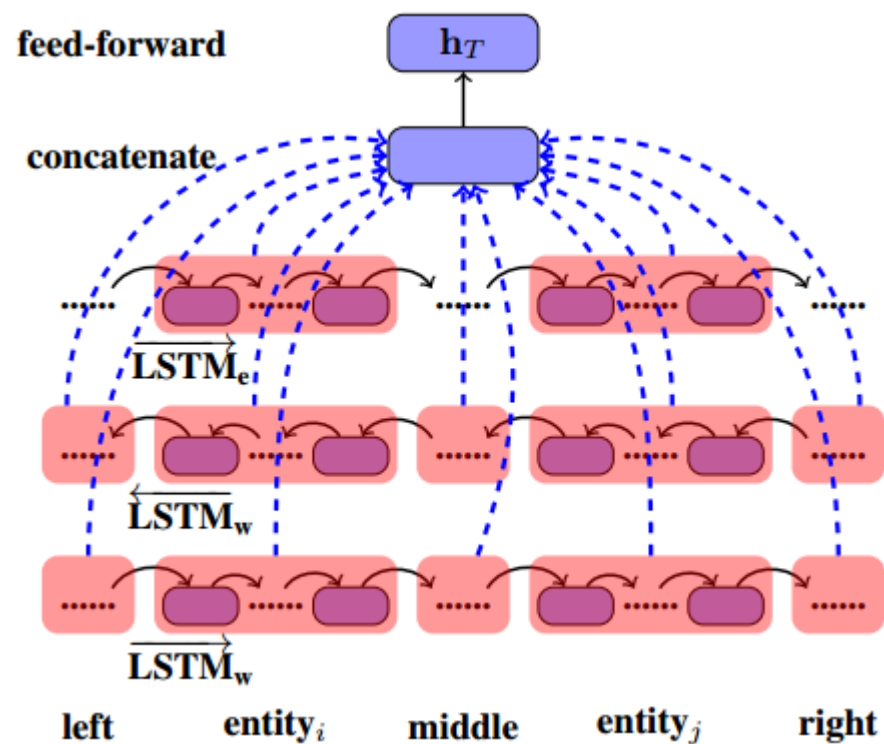 feed-forward h_T
concatenate
...... ...... ...... ...... ......
LSTM_e
...... ...... ...... ...... ......
LSTM_w
...... ...... ...... ...... ......
LSTM_w
left entity_i middle entity_j right